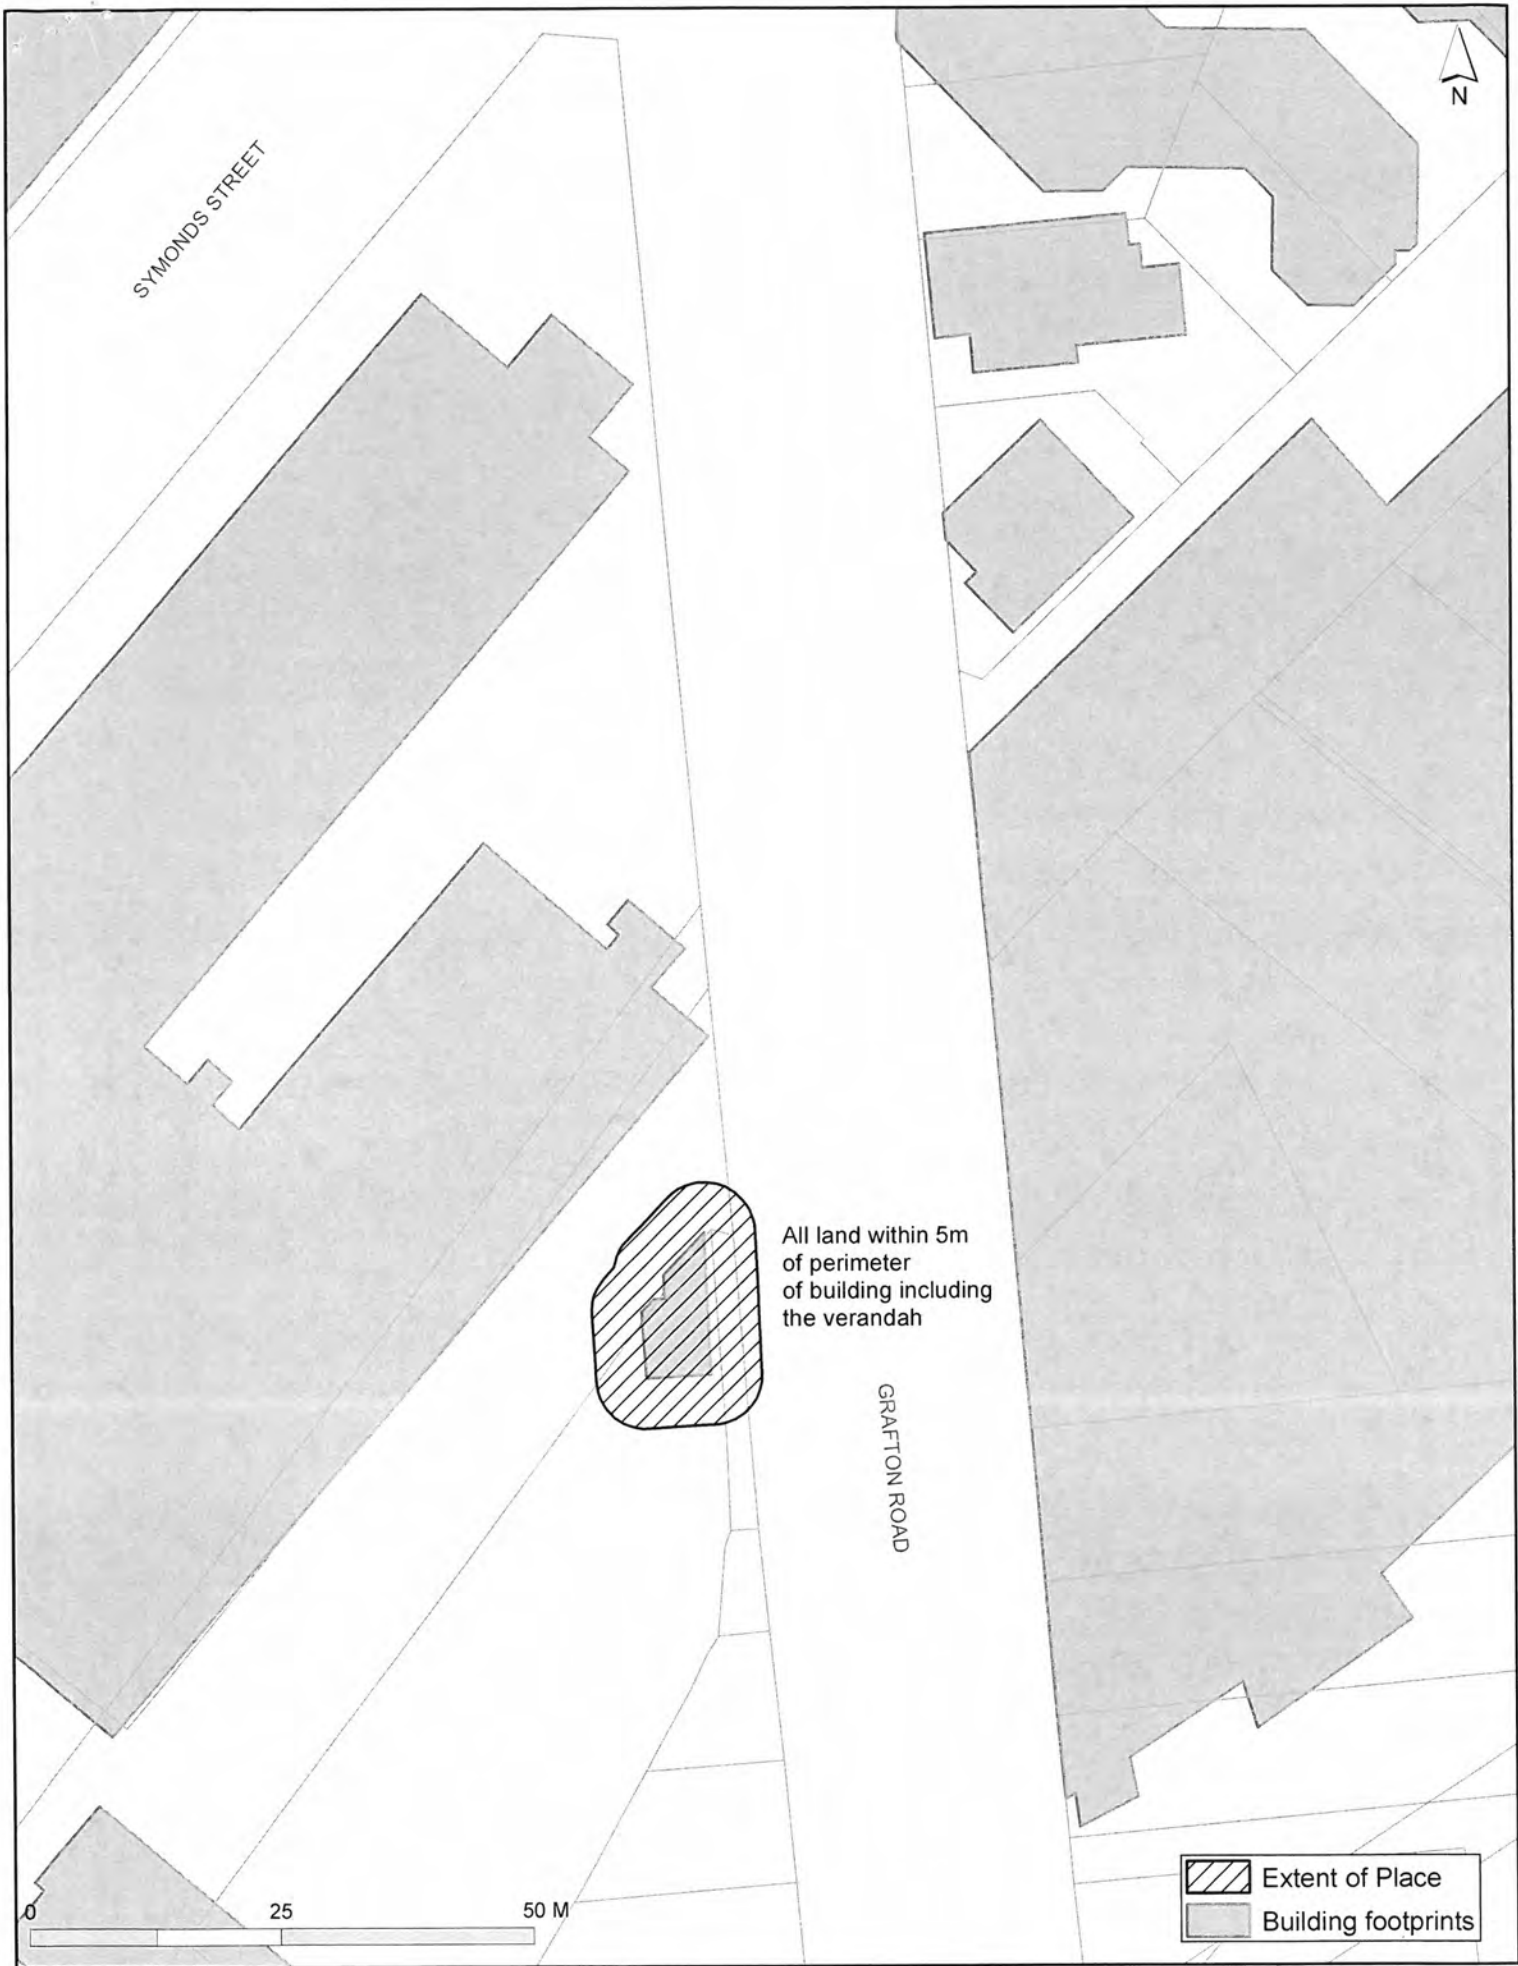 N
SYMONDS STREET
All land within 5m
of perimeter
of building including
the verandah
GRAFTON ROAD
0 25 50 M
Extent of Place
Building footprints